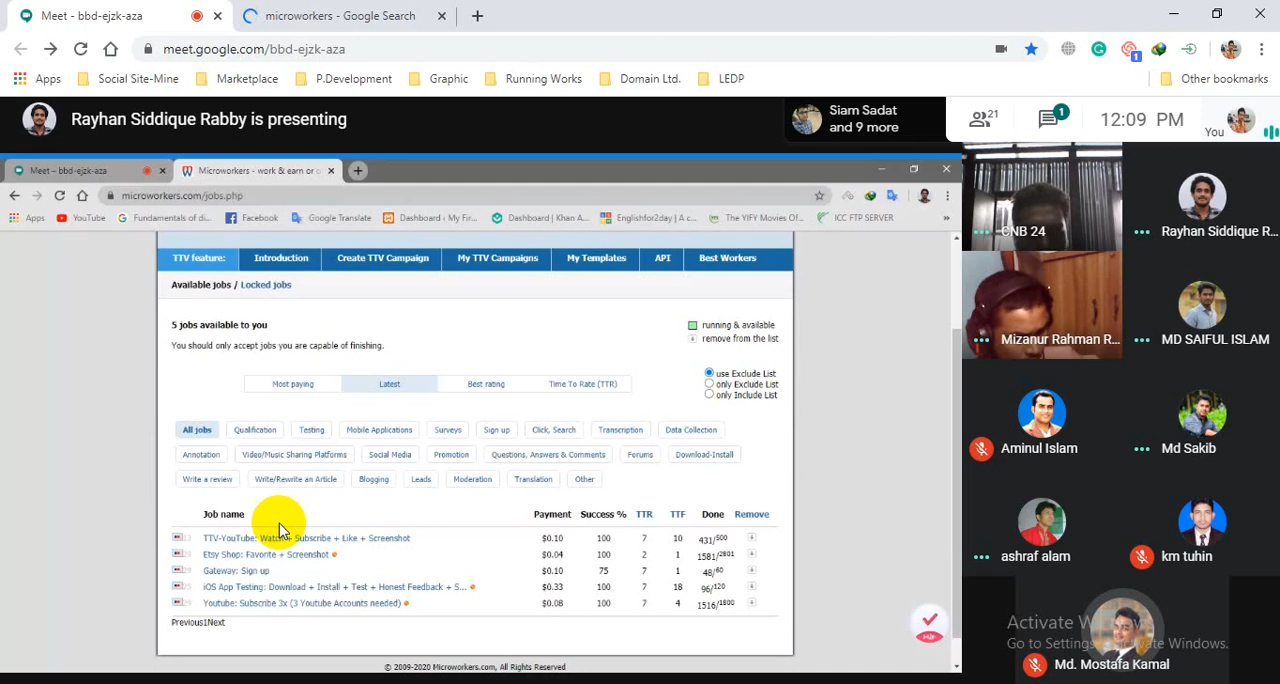 Meet - bbd-ejzk-aza
microworkers - Google Search
meet.google.com/bbd-ejzk-aza
1
Apps
Social Site-Mine
Marketplace
P.Development
Graphic
Running Works
Domain Ltd.
LEDP
Other bookmarks
Rayhan Siddique Rabby is presenting
Siam Sadat
and 9 more
21
1
12:09 PM
You
Meet – bbd-ejzk-aza
Microworkers - work & earn or o
microworkers.com/jobs.php
Apps
YouTube
Fundamentals of di...
Facebook
Google Translate
Dashboard ‹ My Fir...
Dashboard | Khan A...
Englishfor2day | A c...
The YIFY Movies Of...
ICC FTP SERVER
»
TTV feature:
Introduction
Create TTV Campaign
My TTV Campaigns
My Templates
API
Best Workers
Available jobs / Locked jobs
5 jobs available to you
You should only accept jobs you are capable of finishing.
running & available
remove from the list
use Exclude List
only Exclude List
only Include List
Most paying
Latest
Best rating
Time To Rate (TTR)
All jobs
Qualification
Testing
Mobile Applications
Surveys
Sign up
Click, Search
Transcription
Data Collection
Annotation
Video/Music Sharing Platforms
Social Media
Promotion
Questions, Answers & Comments
Forums
Download-Install
Write a review
Write/Rewrite an Article
Blogging
Leads
Moderation
Translation
Other
Job name Payment Success % TTR TTF Done Remove
TTV-YouTube: Watch + Subscribe + Like + Screenshot $0.10 100 7 10 431/500
Etsy Shop: Favorite + Screenshot $0.04 100 2 1 1581/2801
Gateway: Sign up $0.10 75 7 1 48/60
iOS App Testing: Download + Install + Test + Honest Feedback + S... $0.33 100 7 18 96/120
Youtube: Subscribe 3x (3 Youtube Accounts needed) $0.08 100 7 4 1516/1800
Previous1Next
© 2009-2020 Microworkers.com, All Rights Reserved
CNB 24
Rayhan Siddique R...
Mizanur Rahman R...
MD SAIFUL ISLAM
Aminul Islam
Md Sakib
ashraf alam
km tuhin
Activate W
Go to Settings to activate Windows.
Md. Mostafa Kamal